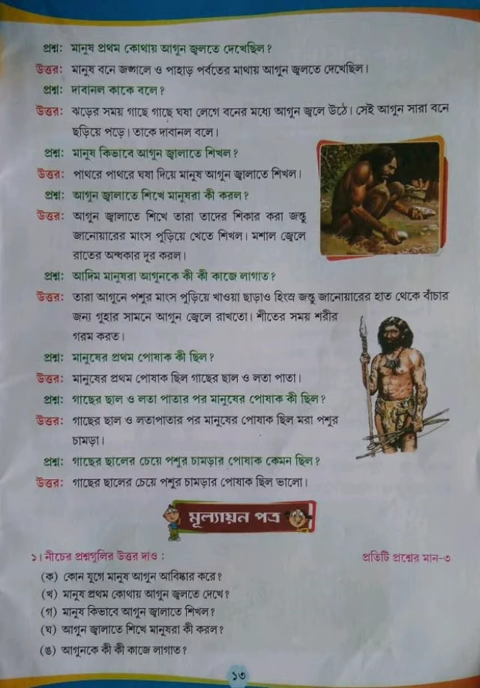 প্রশ্ন: মানুষ প্রথম কোথায় আগুন জ্বলতে দেখেছিল?
উত্তর: মানুষ বনে জঙ্গলে ও পাহাড় পর্বতের মাথায় আগুন জ্বলতে দেখেছিল।
প্রশ্ন: দাবানল কাকে বলে?
উত্তর: ঝড়ের সময় গাছে গাছে ঘষা লেগে বনের মধ্যে আগুন জ্বলে উঠে। সেই আগুন সারা বনে
ছড়িয়ে পড়ে। তাকে দাবানল বলে।
প্রশ্ন: মানুষ কিভাবে আগুন জ্বালাতে শিখল?
উত্তর: পাথরে পাথরে ঘষা দিয়ে মানুষ আগুন জ্বালাতে শিখল।
প্রশ্ন: আগুন জ্বালাতে শিখে মানুষরা কী করল?
উত্তর: আগুন জ্বালাতে শিখে তারা তাদের শিকার করা জন্তু
জানোয়ারের মাংস পুড়িয়ে খেতে শিখল। মশাল জ্বেলে
রাতের অন্ধকার দূর করল।
প্রশ্ন: আদিম মানুষরা আগুনকে কী কী কাজে লাগাত?
উত্তর: তারা আগুনে পশুর মাংস পুড়িয়ে খাওয়া ছাড়াও হিংস্র জন্তু জানোয়ারের হাত থেকে বাঁচার
জন্য গুহার সামনে আগুন জ্বেলে রাখতো। শীতের সময় শরীর
গরম করত।
প্রশ্ন: মানুষের প্রথম পোষাক কী ছিল?
উত্তর: মানুষের প্রথম পোষাক ছিল গাছের ছাল ও লতা পাতা।
প্রশ্ন: গাছের ছাল ও লতা পাতার পর মানুষের পোষাক কী ছিল?
উত্তর: গাছের ছাল ও লতাপাতার পর মানুষের পোষাক ছিল মরা পশুর
চামড়া।
প্রশ্ন: গাছের ছালের চেয়ে পশুর চামড়ার পোষাক কেমন ছিল?
উত্তর: গাছের ছালের চেয়ে পশুর চামড়ার পোষাক ছিল ভালো।
মূল্যায়ন পত্র
১। নীচের প্রশ্নগুলির উত্তর দাও : প্রতিটি প্রশ্নের মান-৩
(ক) কোন যুগে মানুষ আগুন আবিষ্কার করে?
(খ) মানুষ প্রথম কোথায় আগুন জ্বলতে দেখে?
(গ) মানুষ কিভাবে আগুন জ্বালাতে শিখল?
(ঘ) আগুন জ্বালাতে শিখে মানুষরা কী করল?
(ঙ) আগুনকে কী কী কাজে লাগাত?
১৩